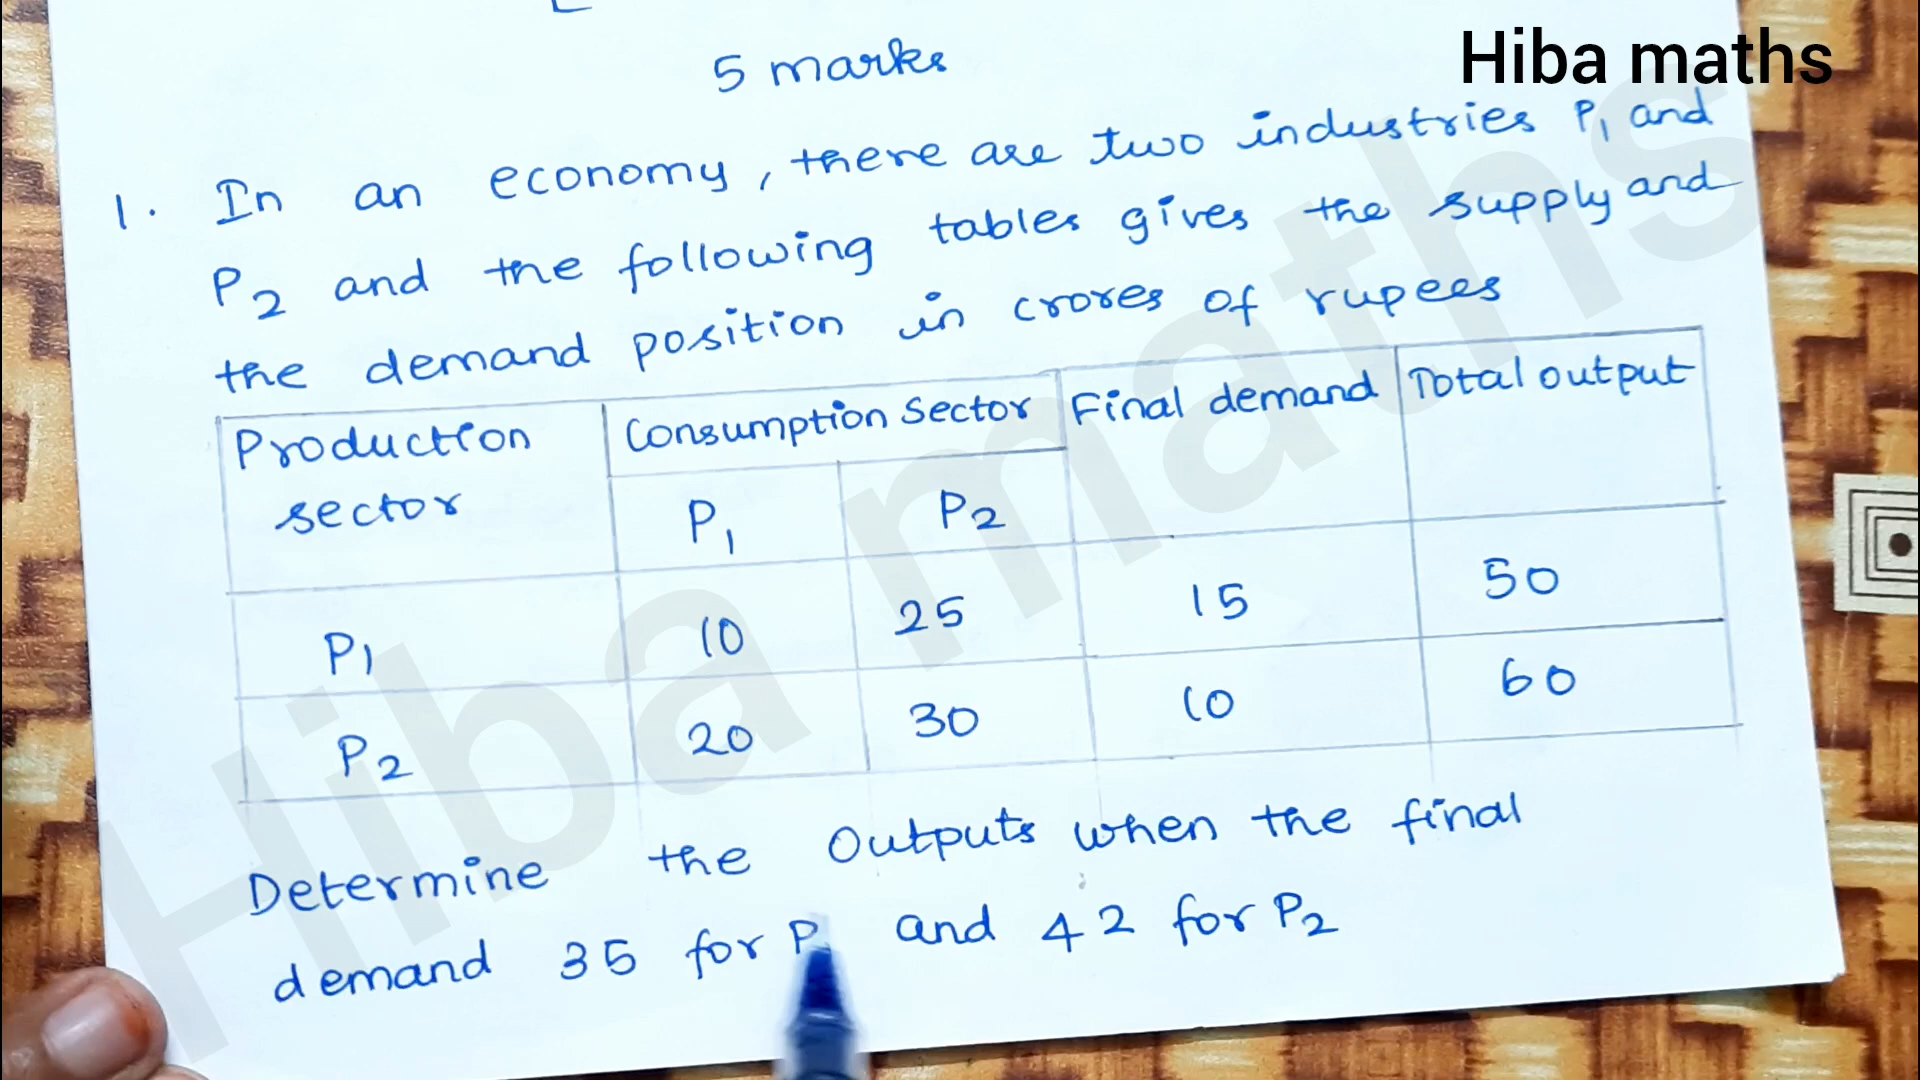 5 marks
Hiba maths
1. In an economy, there are two industries P1 and
P2 and the following tables gives the supply and
the demand position in crores of rupees
Production sector Consumption Sector Final demand Total output
P1 P2
P1 10 25 15 50
P2 20 30 10 60
Determine the Outputs when the final
demand 35 for P1 and 42 for P2
Hiba maths